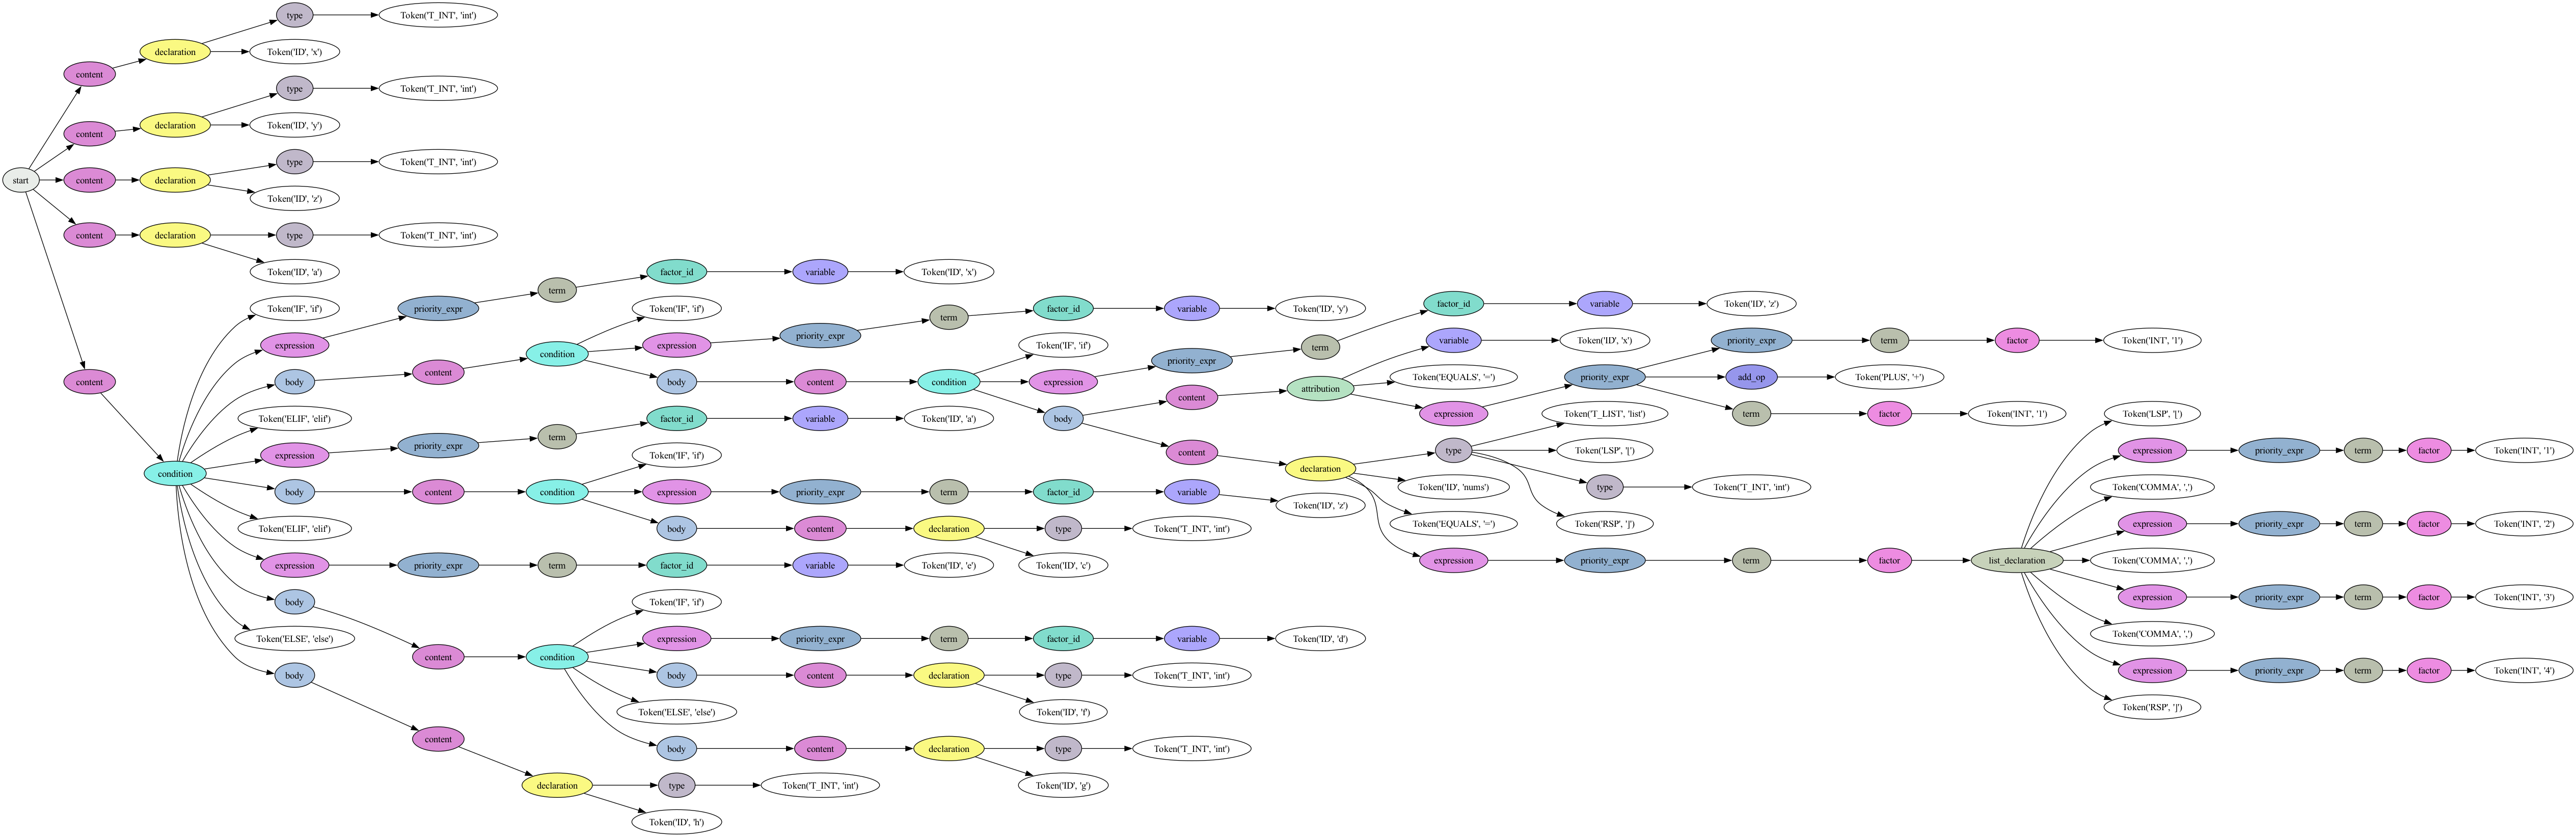 type Token('T_INT', 'int')
declaration Token('ID', 'x')
content
type Token('T_INT', 'int')
content declaration Token('ID', 'y')
type Token('T_INT', 'int')
start content declaration
Token('ID', 'z')
content declaration type Token('T_INT', 'int')
Token('ID', 'a') factor_id variable Token('ID', 'x')
term
Token('IF', 'if') priority_expr Token('IF', 'if') term factor_id variable Token('ID', 'y') factor_id variable Token('ID', 'z')
expression condition expression priority_expr Token('IF', 'if') term variable Token('ID', 'x') priority_expr term factor Token('INT', '1')
content body content body content condition expression priority_expr attribution Token('EQUALS', '=') priority_expr add_op Token('PLUS', '+')
Token('ELIF', 'elif') factor_id variable Token('ID', 'a') body content expression term factor Token('INT', '1') Token('LSP', '[')
expression priority_expr term Token('IF', 'if') content type Token('T_LIST', 'list') Token('LSP', '[') expression priority_expr term factor Token('INT', '1')
condition declaration
body content condition expression priority_expr term factor_id variable Token('ID', 'z') Token('ID', 'nums') type Token('T_INT', 'int') Token('COMMA', ',')
Token('ELIF', 'elif') body content declaration type Token('T_INT', 'int') Token('EQUALS', '=') Token('RSP', ']') expression priority_expr term factor Token('INT', '2')
expression priority_expr term factor_id variable Token('ID', 'e') Token('ID', 'c') expression priority_expr term factor list_declaration Token('COMMA', ',')
body Token('IF', 'if') expression priority_expr term factor Token('INT', '3')
Token('ELSE', 'else') expression priority_expr term factor_id variable Token('ID', 'd') Token('COMMA', ',')
content condition
body body content declaration type Token('T_INT', 'int') expression priority_expr term factor Token('INT', '4')
Token('ELSE', 'else') Token('ID', 'f') Token('RSP', ']')
content body content declaration type Token('T_INT', 'int')
declaration type Token('T_INT', 'int') Token('ID', 'g')
Token('ID', 'h')